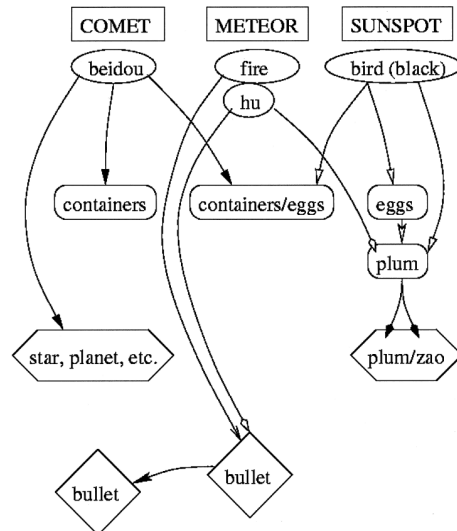 COMET METEOR SUNSPOT
beidou fire bird (black)
hu
containers containers/eggs eggs
plum
star, planet, etc. plum/zao
bullet
bullet